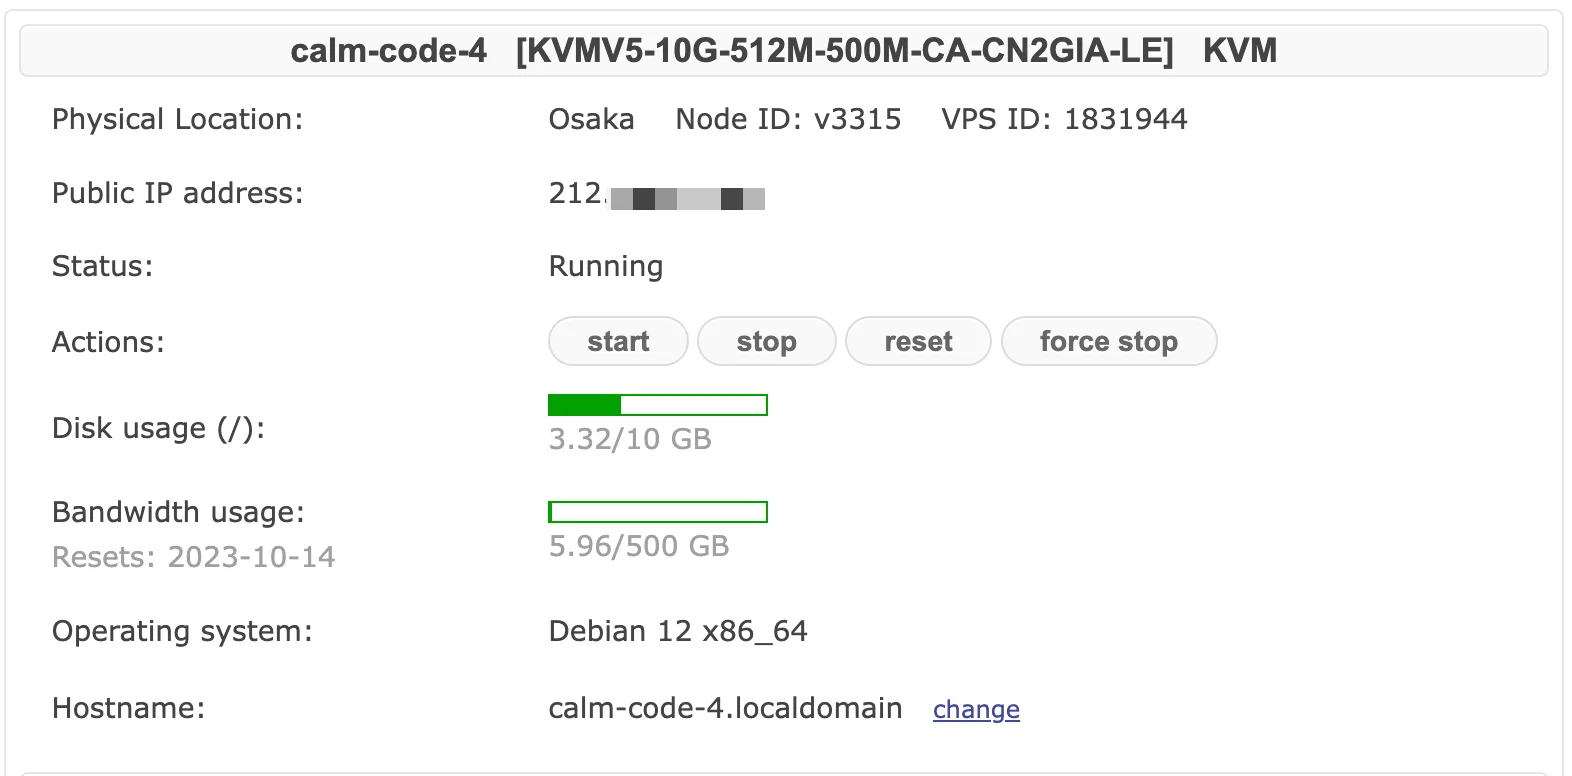 calm-code-4 [KVMV5-10G-512M-500M-CA-CN2GIA-LE] KVM
Physical Location: Osaka Node ID: v3315 VPS ID: 1831944
Public IP address: 212.
Status: Running
Actions: start stop reset force stop
Disk usage (/): 3.32/10 GB
Bandwidth usage:
Resets: 2023-10-14 5.96/500 GB
Operating system: Debian 12 x86_64
Hostname: calm-code-4.localdomain change